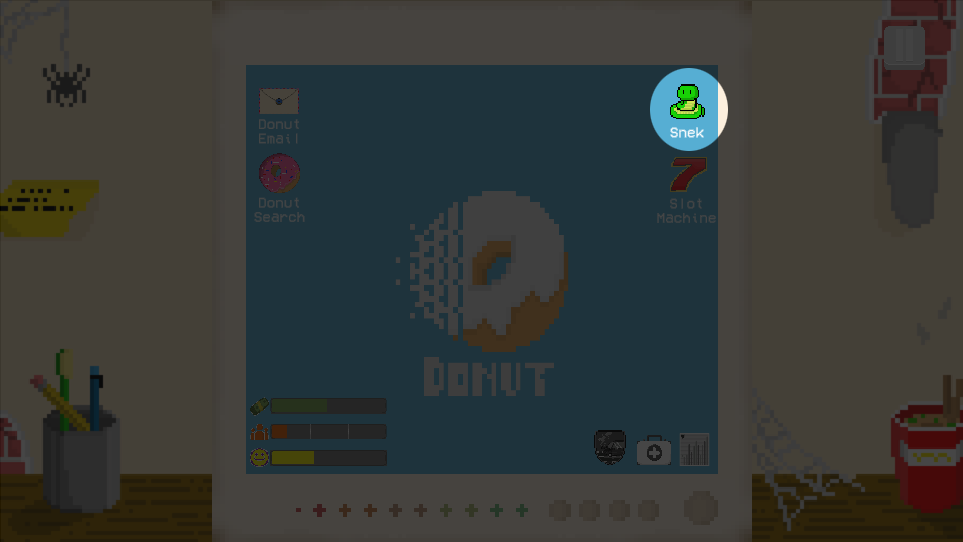 Donut
Email
Snek
Donut
Search
Slot
Machine
DONUT